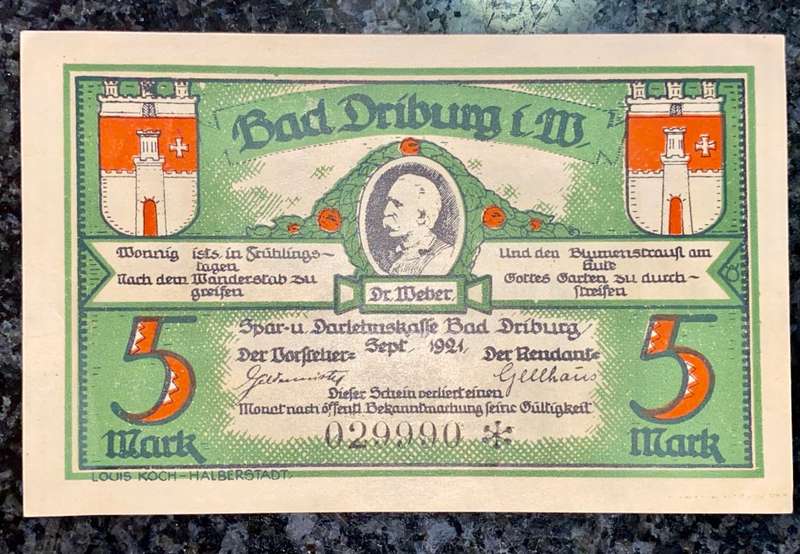 Bad Driburg i.W.
Wonnig ists in Frühlings-
tagen
Nach dem Wanderstab zu
greifen
Und den Blumenstrauß am
Hute
Gottes Garten zu durch-
streifen
Dr. Weber.
Spar- u. Darlehnskasse Bad Driburg
Sept. 1921.
Der Vorsteher:
Der Rendant:
Gellhaus
Dieser Schein verliert einen
Monat nach öffentl. Bekanntmachung seine Gültigkeit
029990 *
5
Mark
5
Mark
LOUIS KOCH - HALBERSTADT.